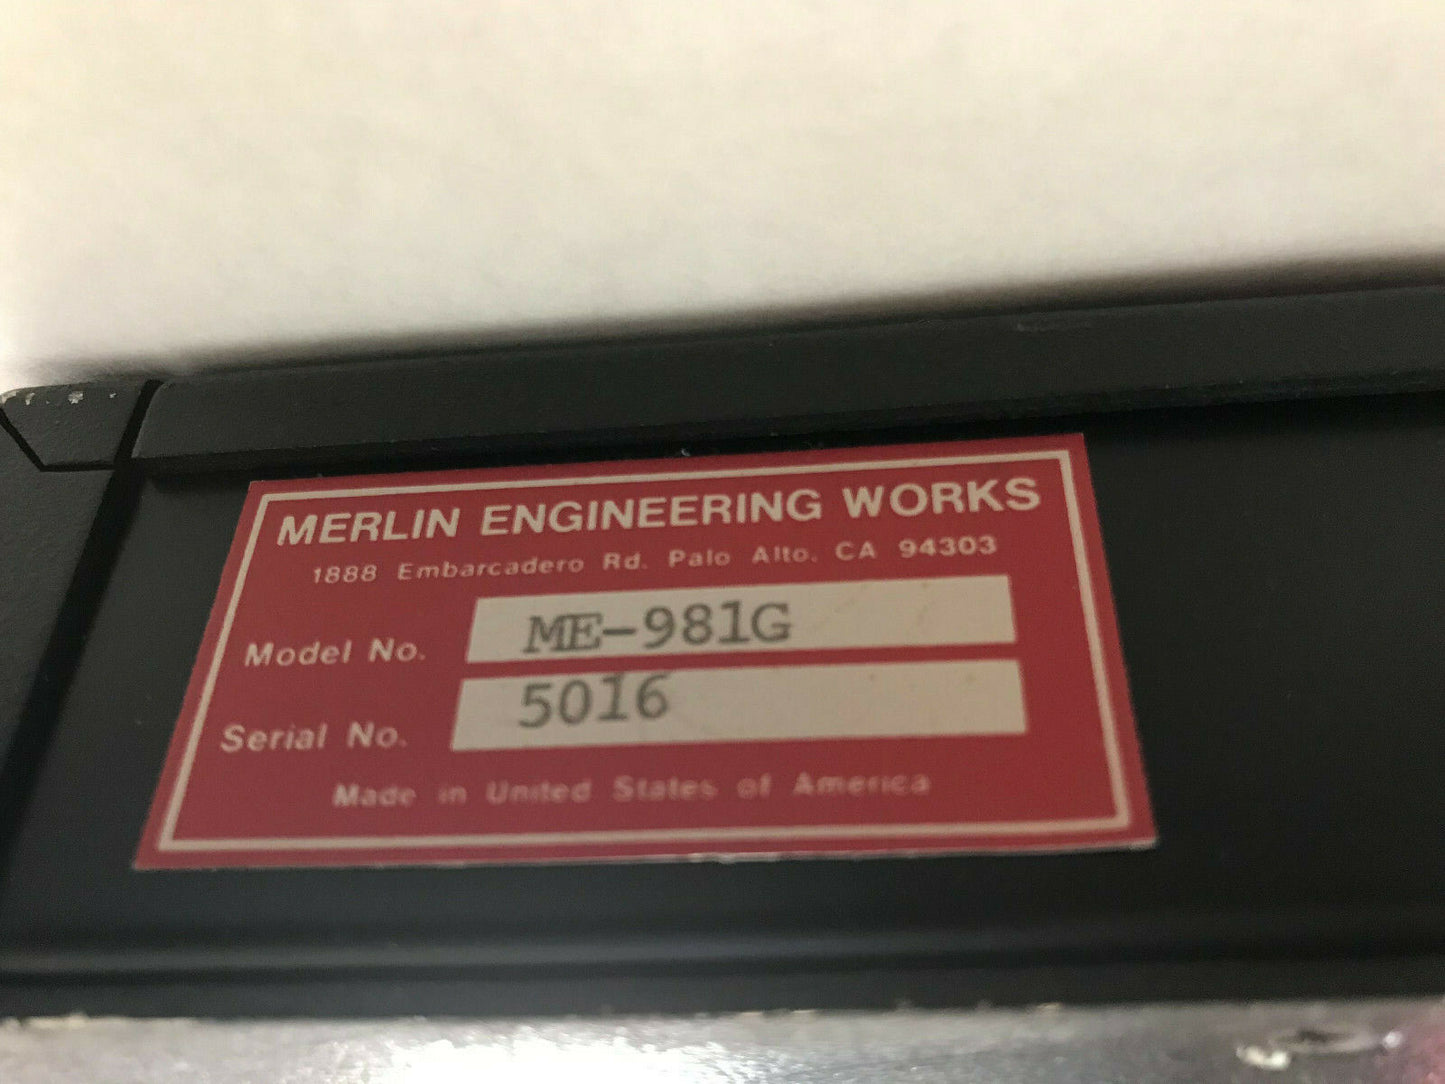 MERLIN ENGINEERING WORKS
1888 Embarcadero Rd. Palo Alto, CA 94303
Model No. ME-981G
Serial No. 5016
Made in United States of America